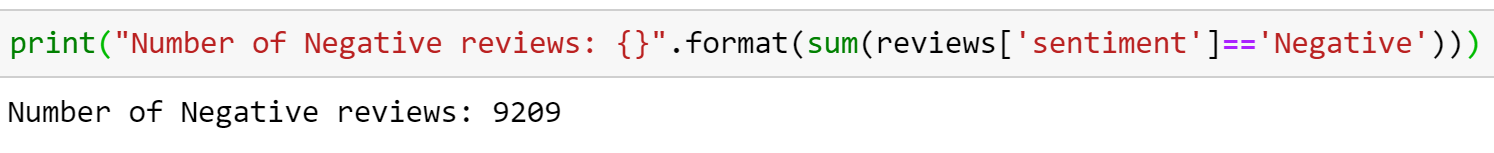 print("Number of Negative reviews: {}".format(sum(reviews['sentiment']=='Negative')))
Number of Negative reviews: 9209